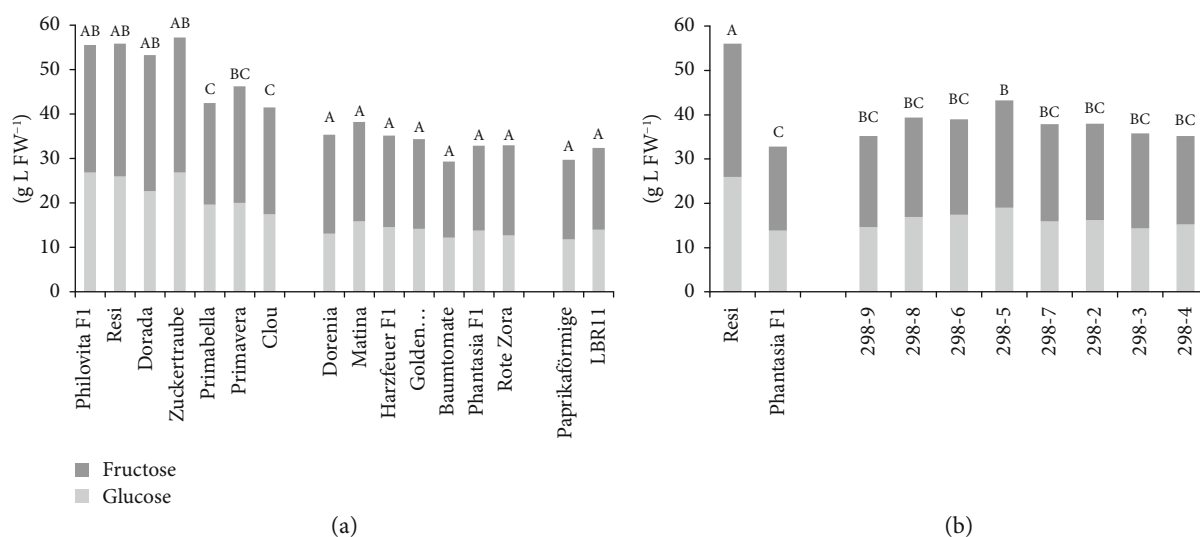 60
50
40
30
20
10
0
(g L FW⁻¹)
AB
AB
AB
AB
C
BC
C
A
A
A
A
A
A
A
A
A
Philovita F1
Resi
Dorada
Zuckertraube
Primabella
Primavera
Clou
Dorenia
Matina
Harzfeuer F1
Golden…
Baumtomate
Phantasia F1
Rote Zora
Paprikaförmige
LBR11
Fructose
Glucose
(a)
60
50
40
30
20
10
0
(g L FW⁻¹)
A
C
BC
BC
BC
B
BC
BC
BC
BC
Resi
Phantasia F1
298-9
298-8
298-6
298-5
298-7
298-2
298-3
298-4
(b)